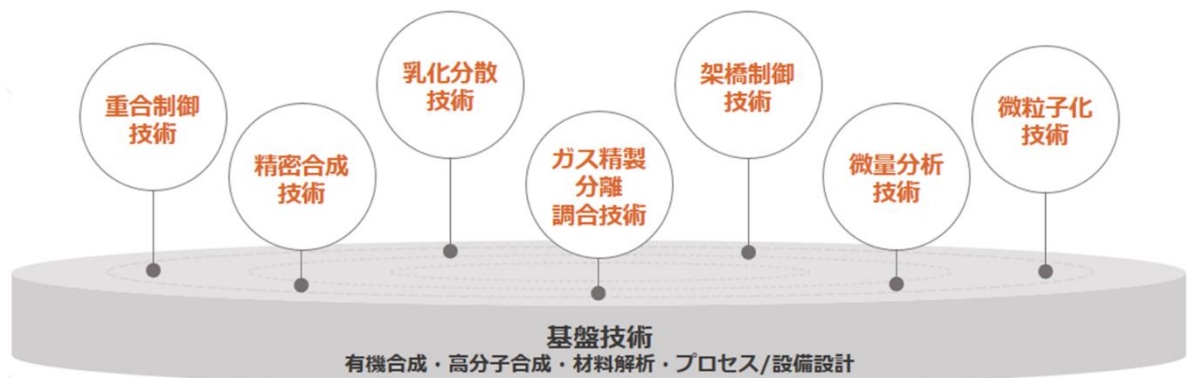 重合制御
技術
精密合成
技術
乳化分散
技術
ガス精製
分離
調合技術
架橋制御
技術
微量分析
技術
微粒子化
技術
基盤技術
有機合成・高分子合成・材料解析・プロセス/設備設計